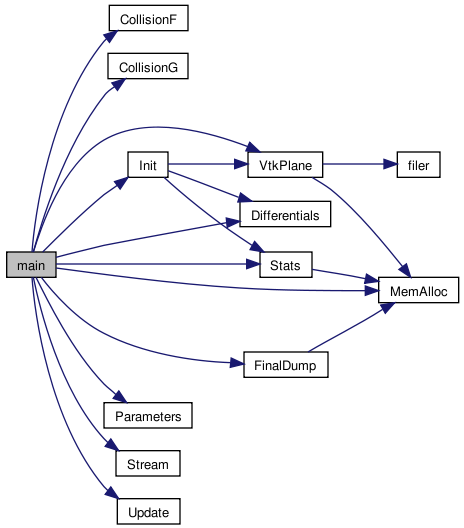 CollisionF
CollisionG
Init
VtkPlane
filer
Differentials
main
Stats
MemAlloc
FinalDump
Parameters
Stream
Update